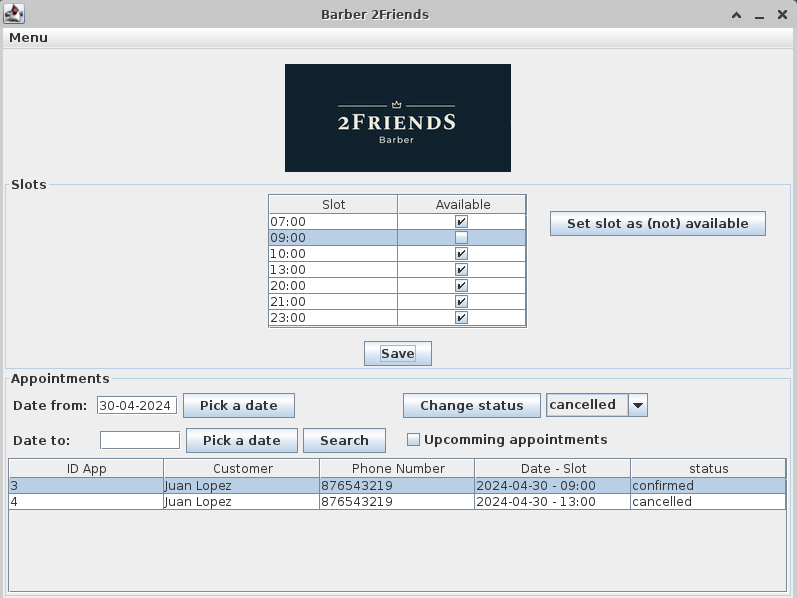 Barber 2Friends
Menu
2FRIENDS
Barber
Slots
Slot Available
07:00
09:00
10:00
13:00
20:00
21:00
23:00
Set slot as (not) available
Save
Appointments
Date from: 30-04-2024 Pick a date Change status cancelled
Date to: Pick a date Search Upcomming appointments
ID App Customer Phone Number Date - Slot status
3 Juan Lopez 876543219 2024-04-30 - 09:00 confirmed
4 Juan Lopez 876543219 2024-04-30 - 13:00 cancelled